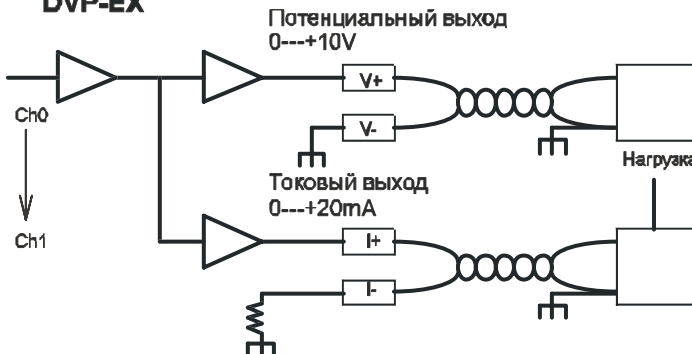 DVP-EX
Потенциальный выход
0---+10V
V+
V-
Ch0
Нагрузка
Токовый выход
0---+20mA
Ch1
I+
I-